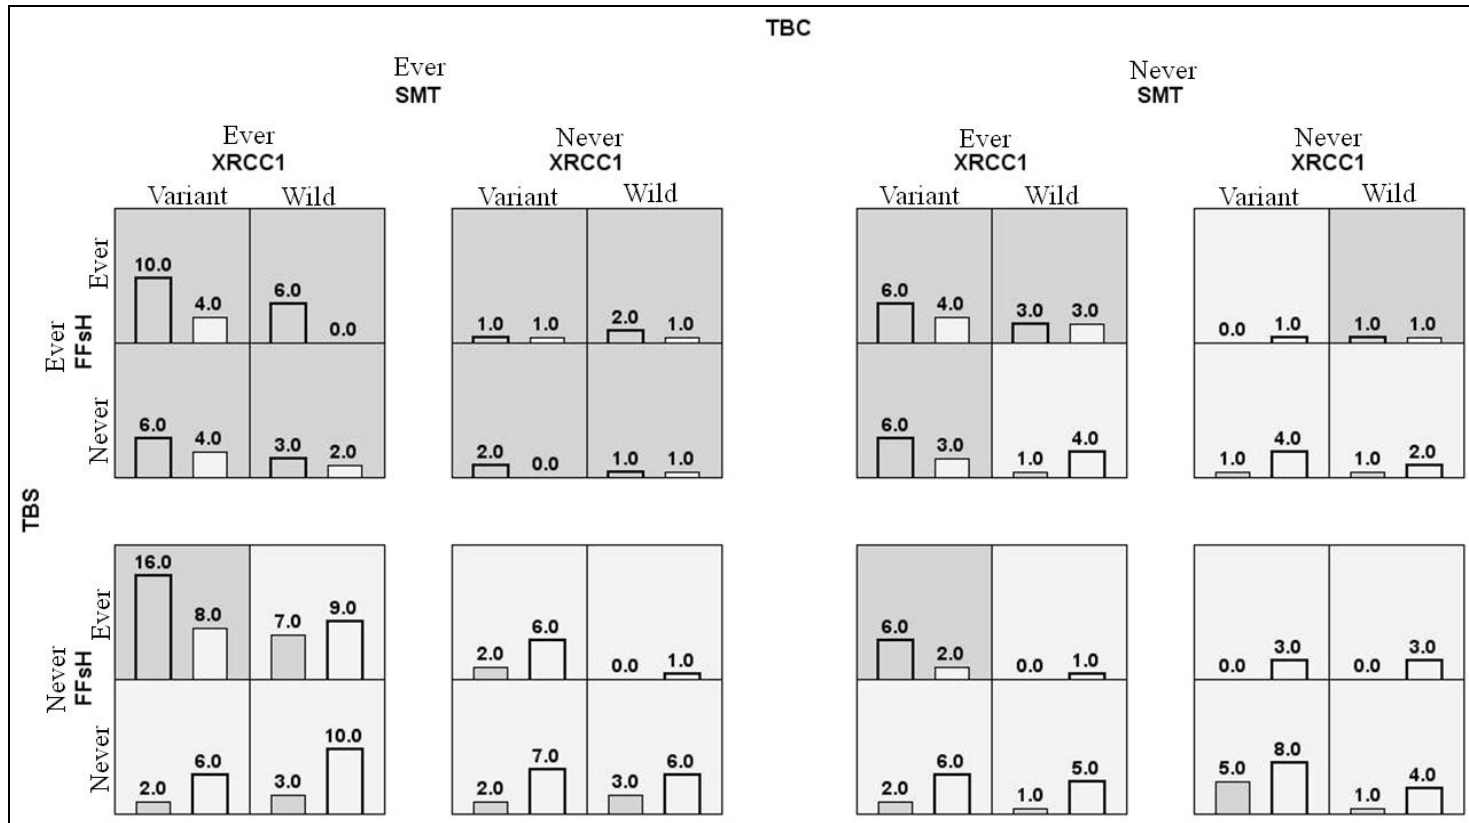 TBC
Ever Never
SMT SMT
Ever Never Ever Never
XRCC1 XRCC1 XRCC1 XRCC1
Variant Wild Variant Wild Variant Wild Variant Wild
TBS
Ever
FFsH
Ever
10.0 4.0 6.0 0.0 1.0 1.0 2.0 1.0 6.0 4.0 3.0 3.0 0.0 1.0 1.0 1.0
Never
6.0 4.0 3.0 2.0 2.0 0.0 1.0 1.0 6.0 3.0 1.0 4.0 1.0 4.0 1.0 2.0
Never
FFsH
Ever
16.0 8.0 7.0 9.0 2.0 6.0 0.0 1.0 6.0 2.0 0.0 1.0 0.0 3.0 0.0 3.0
Never
2.0 6.0 3.0 10.0 2.0 7.0 3.0 6.0 2.0 6.0 1.0 5.0 5.0 8.0 1.0 4.0